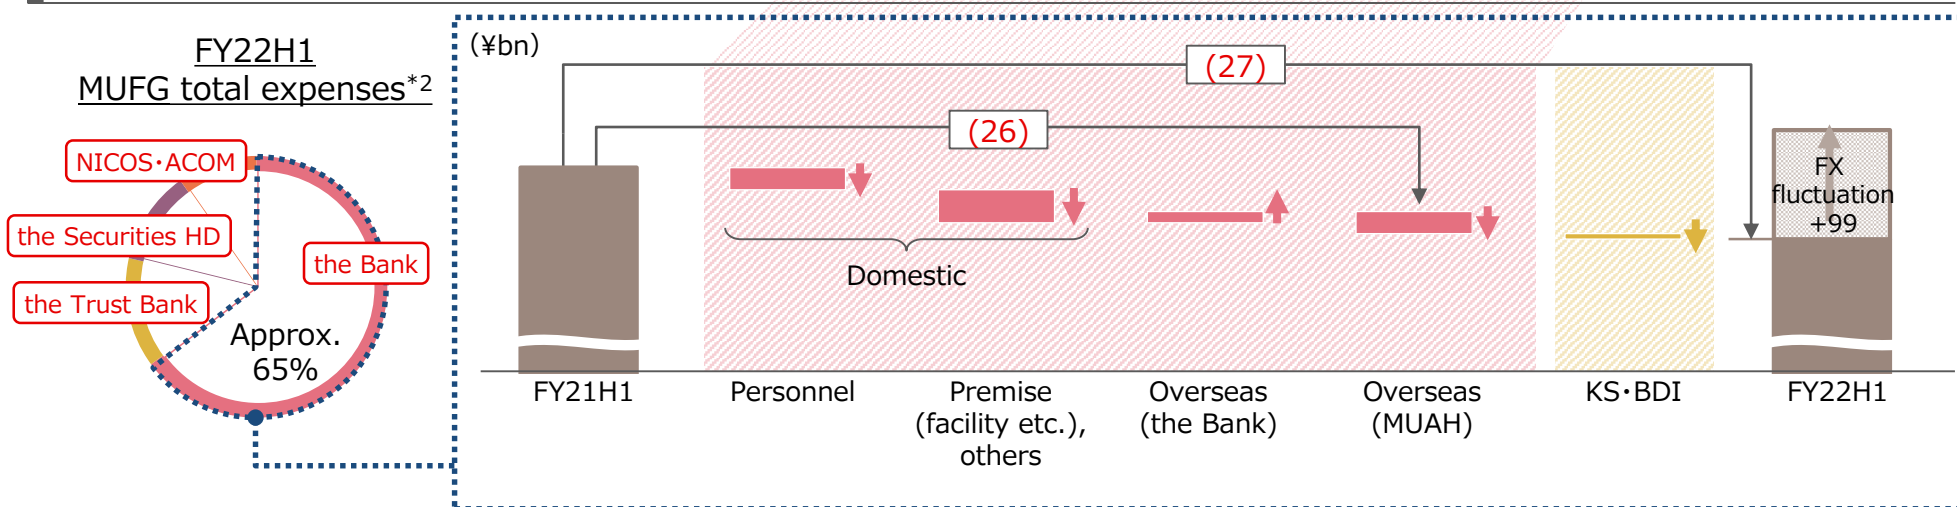 FY22H1
MUFG total expenses*2
NICOS・ACOM
the Securities HD
the Trust Bank
the Bank
Approx.
65%
(¥bn)
(27)
(26)
Domestic
FX
fluctuation
+99
FY21H1
Personnel
Premise
(facility etc.),
others
Overseas
(the Bank)
Overseas
(MUAH)
KS・BDI
FY22H1